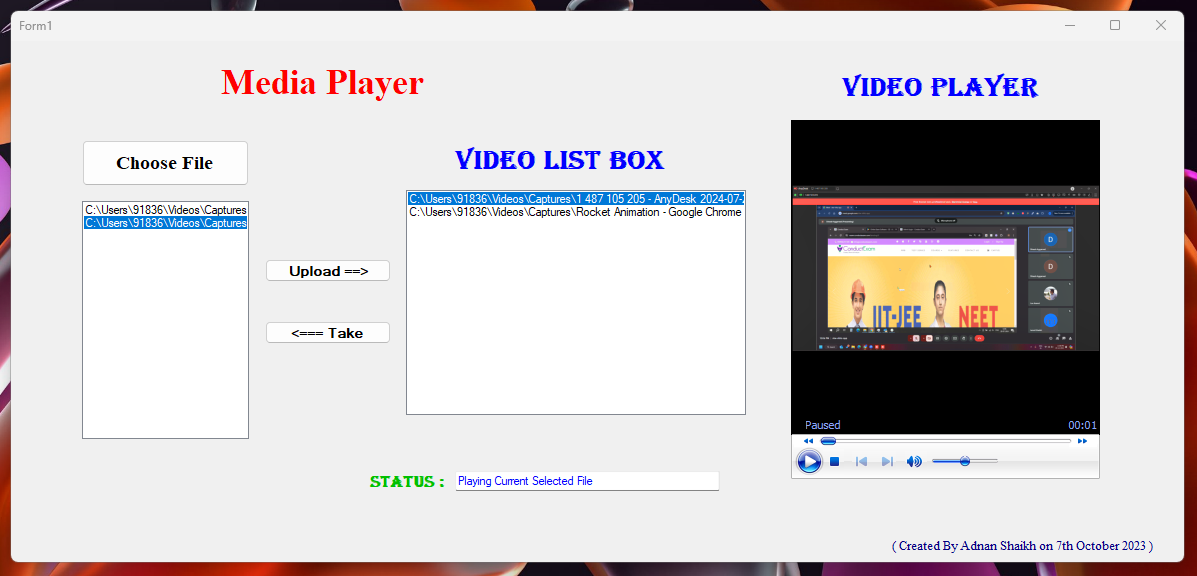 Form1
Media Player
VIDEO PLAYER
Choose File
VIDEO LIST BOX
C:\Users\91836\Videos\Captures
C:\Users\91836\Videos\Captures
C:\Users\91836\Videos\Captures\1 487 105 205 - AnyDesk 2024-07-
C:\Users\91836\Videos\Captures\Rocket Animation - Google Chrome
Upload ==>
<=== Take
ConductExam
IIT-JEE
NEET
D
D
Paused
00:01
STATUS :
Playing Current Selected File
( Created By Adnan Shaikh on 7th October 2023 )